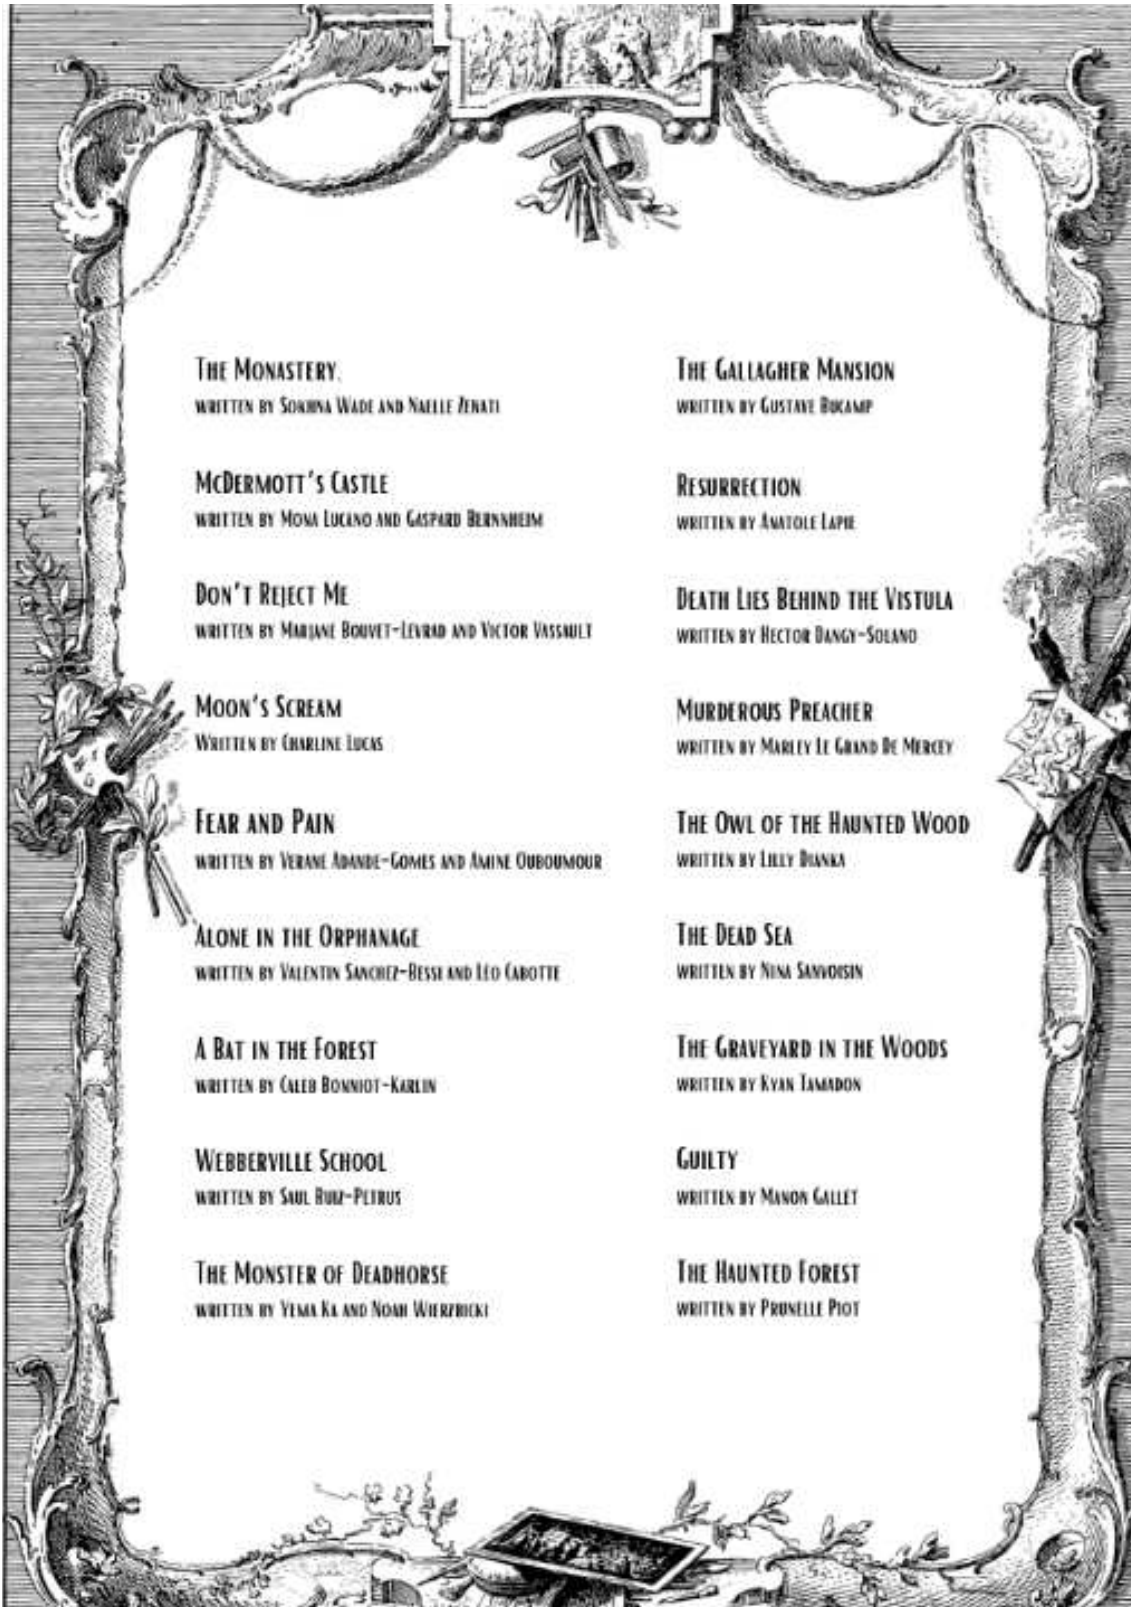 The Monastery.
written by Sokhna Wade and Naelle Zenati
McDermott's Castle
written by Mona Lucano and Gaspard Bernnheim
Don't Reject Me
written by Marjane Bouvet-Levrad and Victor Vassault
Moon's Scream
Written by Charline Lucas
Fear and Pain
written by Verane Adande-Gomes and Amine Ouboumour
Alone in the Orphanage
written by Valentin Sanchez-Bessi and Léo Cabotte
A Bat in the Forest
written by Caleb Bonniot-Karlin
Webberville School
written by Saul Ruiz-Petrus
The Monster of Deadhorse
written by Yema Ka and Noah Wierzbicki
The Gallagher Mansion
written by Gustave Bucamp
Resurrection
written by Anatole Lapie
Death Lies Behind the Vistula
written by Hector Dangy-Solano
Murderous Preacher
written by Marley Le Grand De Mercey
The Owl of the Haunted Wood
written by Lilly Dianka
The Dead Sea
written by Nina Sanvoisin
The Graveyard in the Woods
written by Kyan Tamadon
Guilty
written by Manon Gallet
The Haunted Forest
written by Prunelle Piot